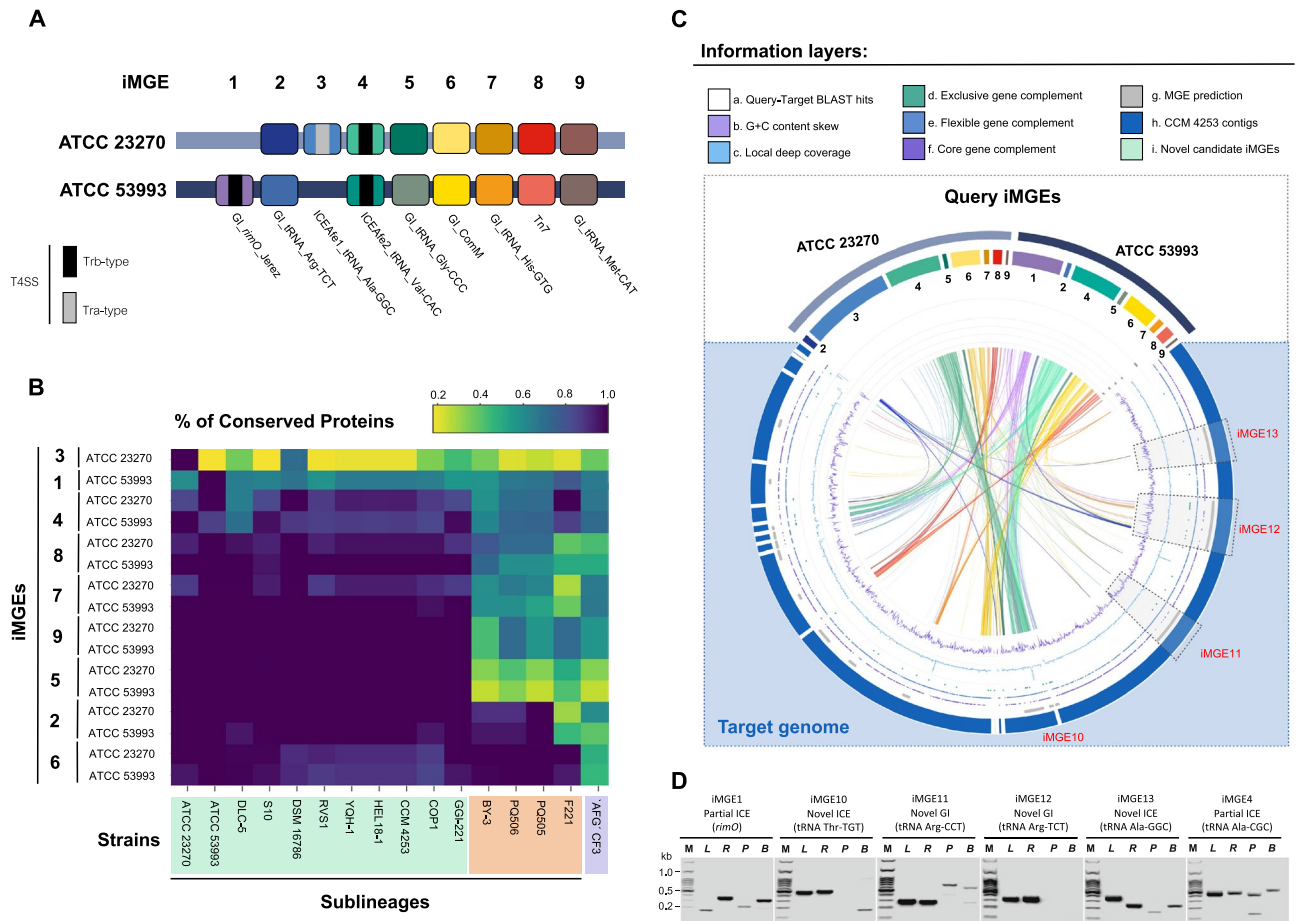 A
iMGE 1 2 3 4 5 6 7 8 9
ATCC 23270
ATCC 53993
GI_rimO_Jerez
GI_tRNA_Arg-TCT
ICEAfe1_tRNA_Ala-GGC
ICEAfe2_tRNA_Val-CAC
GI_tRNA_Gly-CCC
GI_ComM
GI_tRNA_His-GTG
Tn7
GI_tRNA_Met-CAT
T4SS
Trb-type
Tra-type
B
% of Conserved Proteins
0.2 0.4 0.6 0.8 1.0
iMGEs
3 ATCC 23270
1 ATCC 53993
4 ATCC 23270
ATCC 53993
8 ATCC 23270
ATCC 53993
7 ATCC 23270
ATCC 53993
9 ATCC 23270
ATCC 53993
5 ATCC 23270
ATCC 53993
2 ATCC 23270
ATCC 53993
6 ATCC 23270
ATCC 53993
Strains
ATCC 23270
ATCC 53993
DLC-5
S10
DSM 16786
RVS1
YQH-1
HEL18-1
CCM 4253
COP1
GGI-221
BY-3
PQ506
PQ505
F221
`AFG´ CF3
Sublineages
C
Information layers:
a. Query-Target BLAST hits
b. G+C content skew
c. Local deep coverage
d. Exclusive gene complement
e. Flexible gene complement
f. Core gene complement
g. MGE prediction
h. CCM 4253 contigs
i. Novel candidate iMGEs
Query iMGEs
ATCC 23270
ATCC 53993
2 3 4 5 6 7 8 9 1 2 4 5 6 7 8 9
iMGE13
iMGE12
iMGE11
iMGE10
Target genome
D
iMGE1
Partial ICE
(rimO)
iMGE10
Novel ICE
(tRNA Thr-TGT)
iMGE11
Novel GI
(tRNA Arg-CCT)
iMGE12
Novel GI
(tRNA Arg-TCT)
iMGE13
Novel ICE
(tRNA Ala-GGC)
iMGE4
Partial ICE
(tRNA Ala-CGC)
M L R P B M L R P B M L R P B M L R P B M L R P B M L R P B
kb
1.0
0.5
0.2